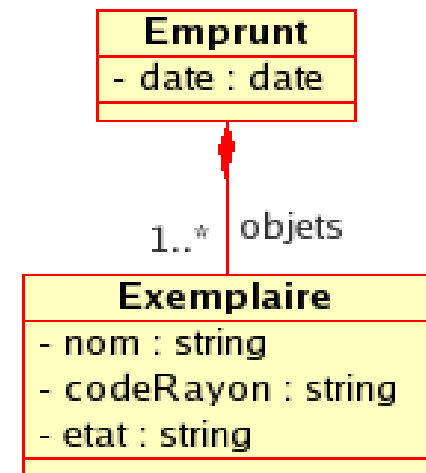 Emprunt
- date : date
1..* objets
Exemplaire
- nom : string
- codeRayon : string
- etat : string